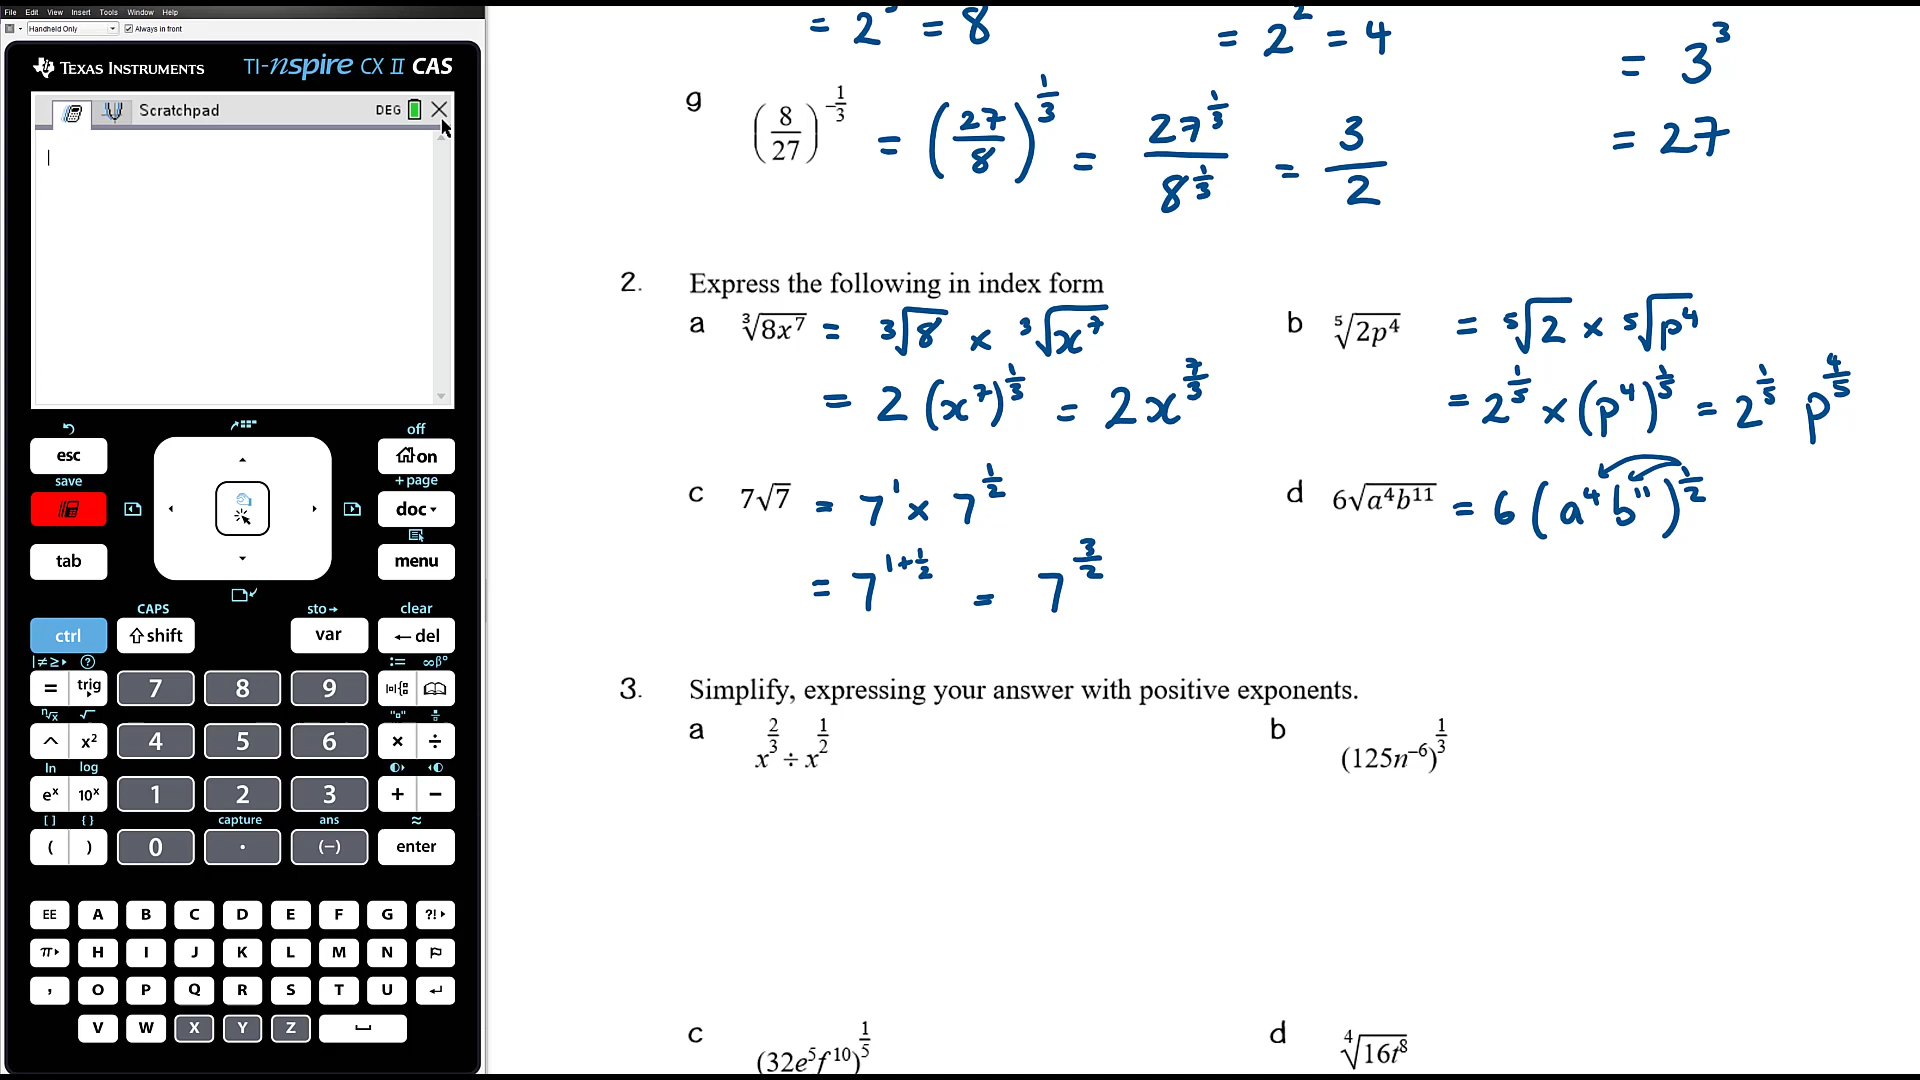 File Edit View Insert Tools Window Help
Handheld Only Always in front
TEXAS INSTRUMENTS TI-nspire CX II CAS
Scratchpad DEG
off
esc on
save + page
doc
tab menu
CAPS sto→ clear
ctrl ⇧shift var ←del
|≠≥▸ ? := ∞β°
= trig 7 8 9
ⁿ√x √
^ x² 4 5 6 × ÷
ln log
eˣ 10ˣ 1 2 3 + −
[ ] { } capture ans ≈
( ) 0 . (−) enter
EE A B C D E F G ?!▸
π▸ H I J K L M N
, O P Q R S T U
V W X Y Z
= 2³ = 8 = 2² = 4 = 3³
g (8/27)^(-1/3) = (27/8)^(1/3) = 27^(1/3)/8^(1/3) = 3/2 = 27
2. Express the following in index form
a ∛(8x⁷) = ∛8 × ∛(x⁷)
= 2(x⁷)^(1/3) = 2x^(7/3)
b ⁵√(2p⁴) = ⁵√2 × ⁵√(p⁴)
= 2^(1/5) × (p⁴)^(1/5) = 2^(1/5) p^(4/5)
c 7√7 = 7¹ × 7^(1/2)
= 7^(1+1/2) = 7^(3/2)
d 6√(a⁴b¹¹) = 6(a⁴b¹¹)^(1/2)
3. Simplify, expressing your answer with positive exponents.
a x^(2/3) ÷ x^(1/2)
b (125n⁻⁶)^(1/3)
c (32e⁵f¹⁰)^(1/5)
d ⁴√(16t⁸)